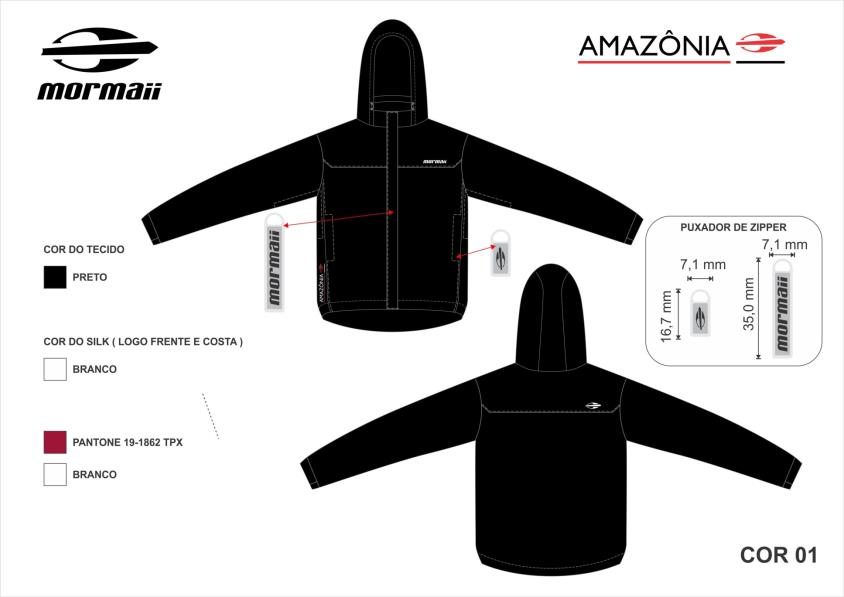 mormaii
AMAZÔNIA
mormaii
COR DO TECIDO
PRETO
mormaii
AMAZÔNIA
COR DO SILK ( LOGO FRENTE E COSTA )
BRANCO
PANTONE 19-1862 TPX
BRANCO
PUXADOR DE ZIPPER
7,1 mm
7,1 mm
16,7 mm
35,0 mm
mormaii
COR 01